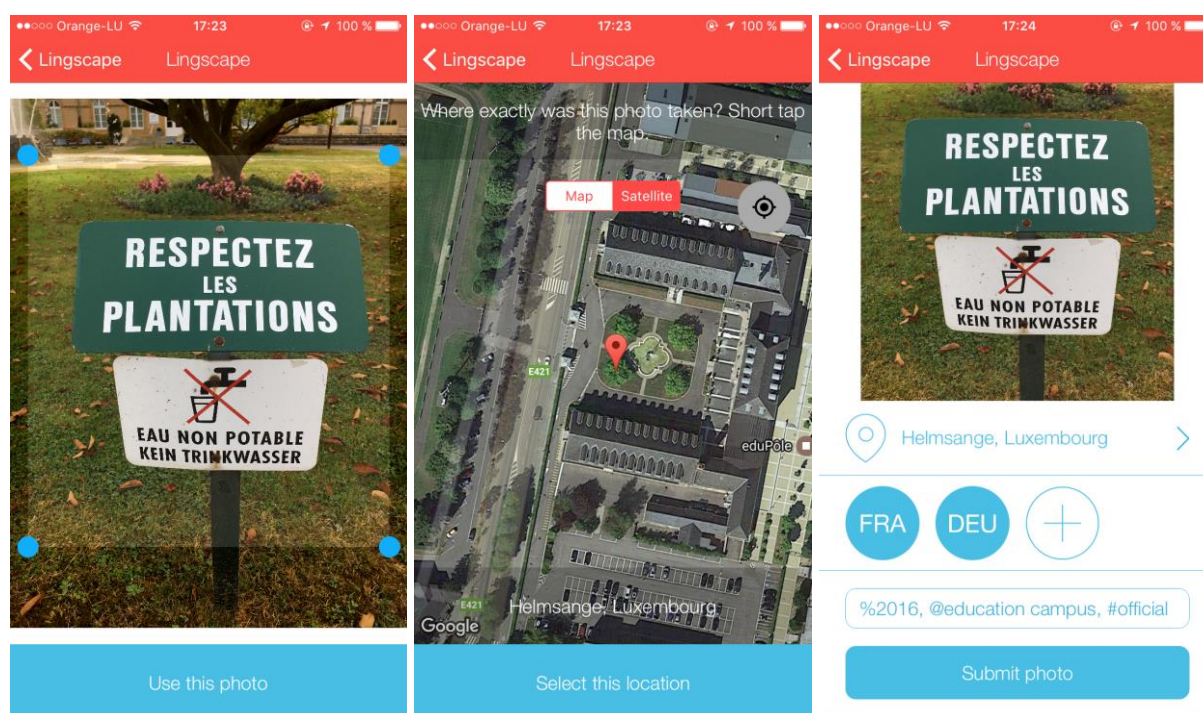 Orange-LU 17:23 100 %
Lingscape Lingscape
RESPECTEZ
LES
PLANTATIONS
EAU NON POTABLE
KEIN TRINKWASSER
Use this photo
Orange-LU 17:23 100 %
Lingscape Lingscape
Where exactly was this photo taken? Short tap
the map.
Map Satellite
E421
eduPôle
E421
Helmsange, Luxembourg
Google
Select this location
Orange-LU 17:24 100 %
Lingscape Lingscape
RESPECTEZ
LES
PLANTATIONS
EAU NON POTABLE
KEIN TRINKWASSER
Helmsange, Luxembourg
FRA DEU
%2016, @education campus, #official
Submit photo